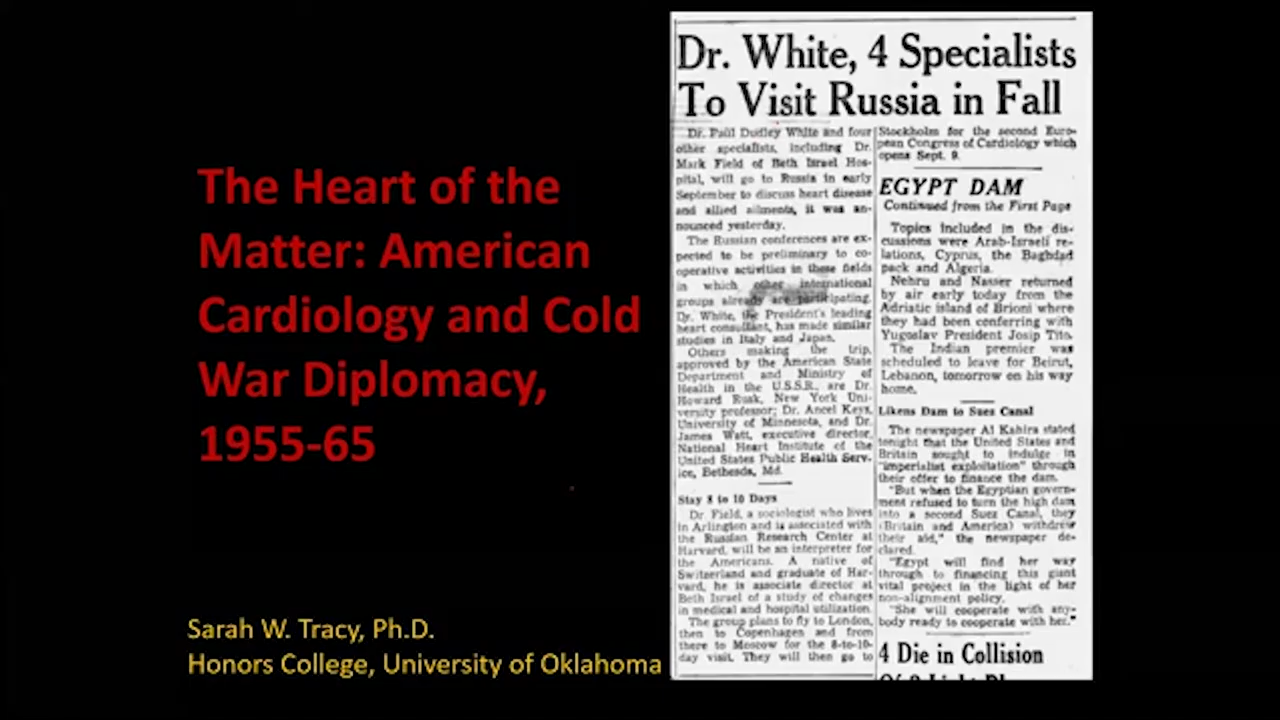 The Heart of the
Matter: American
Cardiology and Cold
War Diplomacy,
1955-65
Sarah W. Tracy, Ph.D.
Honors College, University of Oklahoma
Dr. White, 4 Specialists
To Visit Russia in Fall
Dr. Paul Dudley White and four
other specialists, including Dr.
Mark Field of Beth Israel Hos-
pital, will go to Russia in early
September to discuss heart disease
and allied ailments, it was an-
nounced yesterday.
The Russian conferences are ex-
pected to be preliminary to co-
operative activities in these fields
in which other international
groups already are participating.
Dr. White, the President's leading
heart consultant, has made similar
studies in Italy and Japan.
Others making the trip,
approved by the American State
Department and Ministry of
Health in the U.S.S.R., are Dr.
Howard Rusk, New York Uni-
versity professor; Dr. Ancel Keys,
University of Minnesota, and Dr.
James Watt, executive director,
National Heart Institute of the
United States Public Health Serv-
ice, Bethesda, Md.
Stay 8 to 10 Days
Dr. Field, a sociologist who lives
in Arlington and is associated with
the Russian Research Center at
Harvard, will be an interpreter for
the Americans. A native of
Switzerland and graduate of Har-
vard, he is associate director at
Beth Israel of a study of changes
in medical and hospital utilization.
The group plans to fly to London,
then to Copenhagen and from
there to Moscow for the 8-to-10-
day visit. They will then go to
Stockholm for the second Euro-
pean Congress of Cardiology which
opens Sept. 9.
EGYPT DAM
Continued from the First Page
Topics included in the dis-
cussions were Arab-Israeli re-
lations, Cyprus, the Baghdad
pack and Algeria.
Nehru and Nasser returned
by air early today from the
Adriatic island of Brioni where
they had been conferring with
Yugoslav President Josip Tito.
The Indian premier was
scheduled to leave for Beirut,
Lebanon, tomorrow on his way
home.
Likens Dam to Suez Canal
The newspaper Al Kahira stated
tonight that the United States and
Britain sought to indulge in
"imperialist exploitation" through
their offer to finance the dam.
"But when the Egyptian govern-
ment refused to turn the high dam
into a second Suez Canal, they
(Britain and America) withdrew
their aid," the newspaper de-
clared.
"Egypt will find her way
through to financing this giant
vital project in the light of her
non-alignment policy.
"She will cooperate with any-
body ready to cooperate with her."
4 Die in Collision